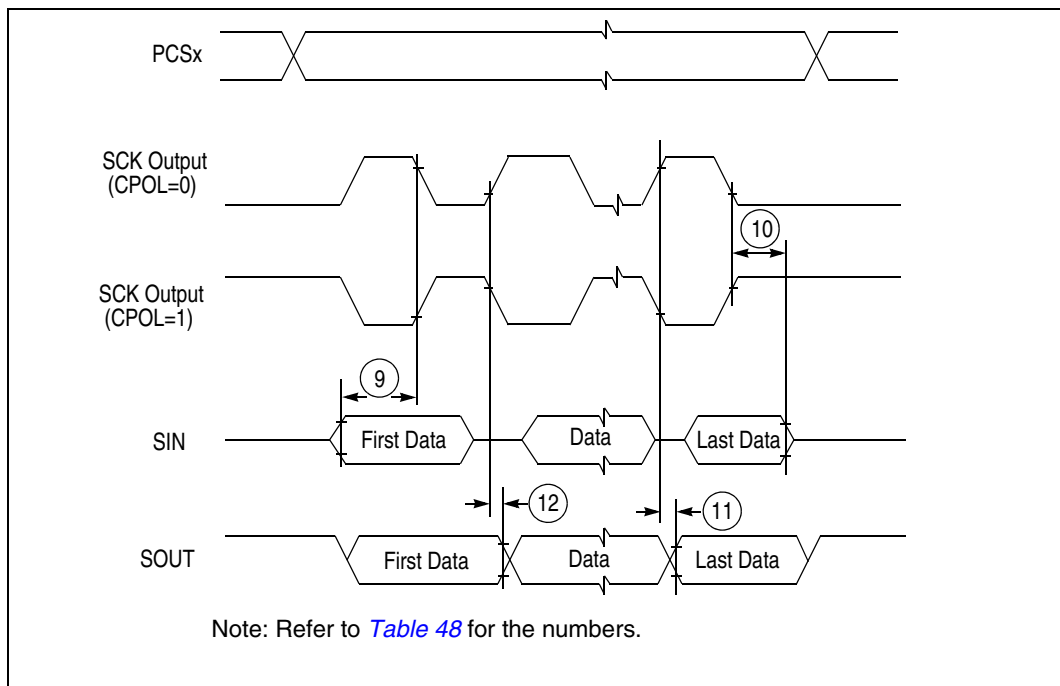 PCSx
SCK Output
(CPOL=0)
10
SCK Output
(CPOL=1)
9
SIN
First Data
Data
Last Data
12
11
SOUT
First Data
Data
Last Data
Note: Refer to Table 48 for the numbers.